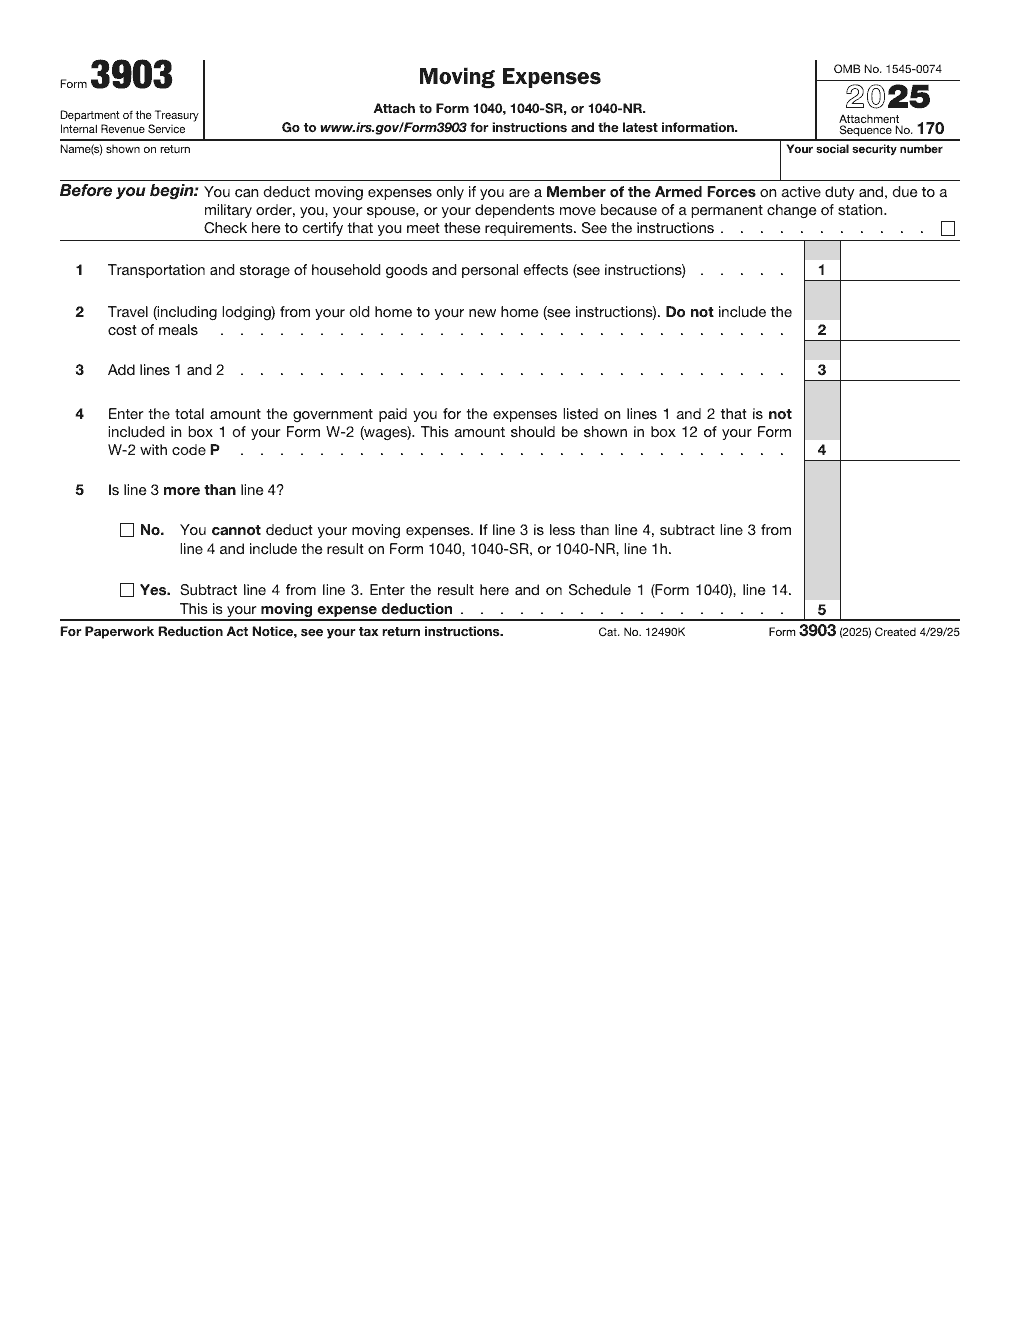 Form 3903
Department of the Treasury
Internal Revenue Service
Moving Expenses
Attach to Form 1040, 1040-SR, or 1040-NR.
Go to www.irs.gov/Form3903 for instructions and the latest information.
OMB No. 1545-0074
2025
Attachment
Sequence No. 170
Name(s) shown on return
Your social security number
Before you begin: You can deduct moving expenses only if you are a Member of the Armed Forces on active duty and, due to a
military order, you, your spouse, or your dependents move because of a permanent change of station.
Check here to certify that you meet these requirements. See the instructions . . . . . . . . . . .
1 Transportation and storage of household goods and personal effects (see instructions) . . . . . 1
2 Travel (including lodging) from your old home to your new home (see instructions). Do not include the
cost of meals . . . . . . . . . . . . . . . . . . . . . . . . . . . . . 2
3 Add lines 1 and 2 . . . . . . . . . . . . . . . . . . . . . . . . . . . . 3
4 Enter the total amount the government paid you for the expenses listed on lines 1 and 2 that is not
included in box 1 of your Form W-2 (wages). This amount should be shown in box 12 of your Form
W-2 with code P . . . . . . . . . . . . . . . . . . . . . . . . . . . . 4
5 Is line 3 more than line 4?
No. You cannot deduct your moving expenses. If line 3 is less than line 4, subtract line 3 from
line 4 and include the result on Form 1040, 1040-SR, or 1040-NR, line 1h.
Yes. Subtract line 4 from line 3. Enter the result here and on Schedule 1 (Form 1040), line 14.
This is your moving expense deduction . . . . . . . . . . . . . . . . . 5
For Paperwork Reduction Act Notice, see your tax return instructions. Cat. No. 12490K Form 3903 (2025) Created 4/29/25